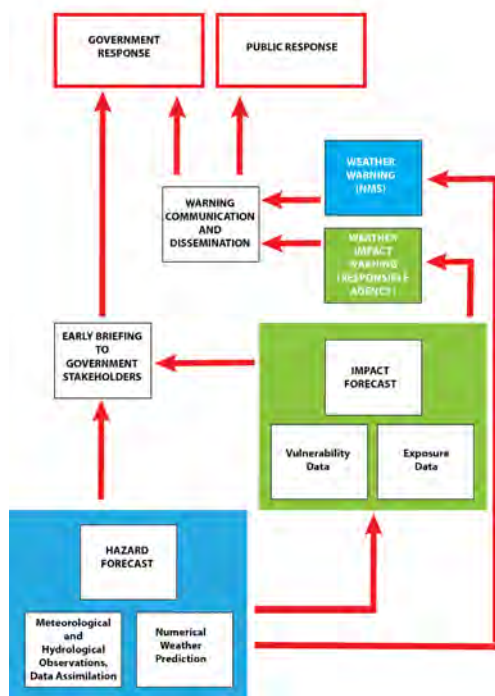 GOVERNMENT
RESPONSE
PUBLIC RESPONSE
WEATHER
WARNING
(NMS)
WARNING
COMMUNICATION
AND
DISSEMINATION
WEATHER
IMPACT
WARNING
(RESPONSIBLE
AGENCY)
EARLY BRIEFING
TO
GOVERNMENT
STAKEHOLDERS
IMPACT
FORECAST
Vulnerability
Data
Exposure
Data
HAZARD
FORECAST
Meteorological
and
Hydrological
Observations,
Data Assimilation
Numerical
Weather
Prediction